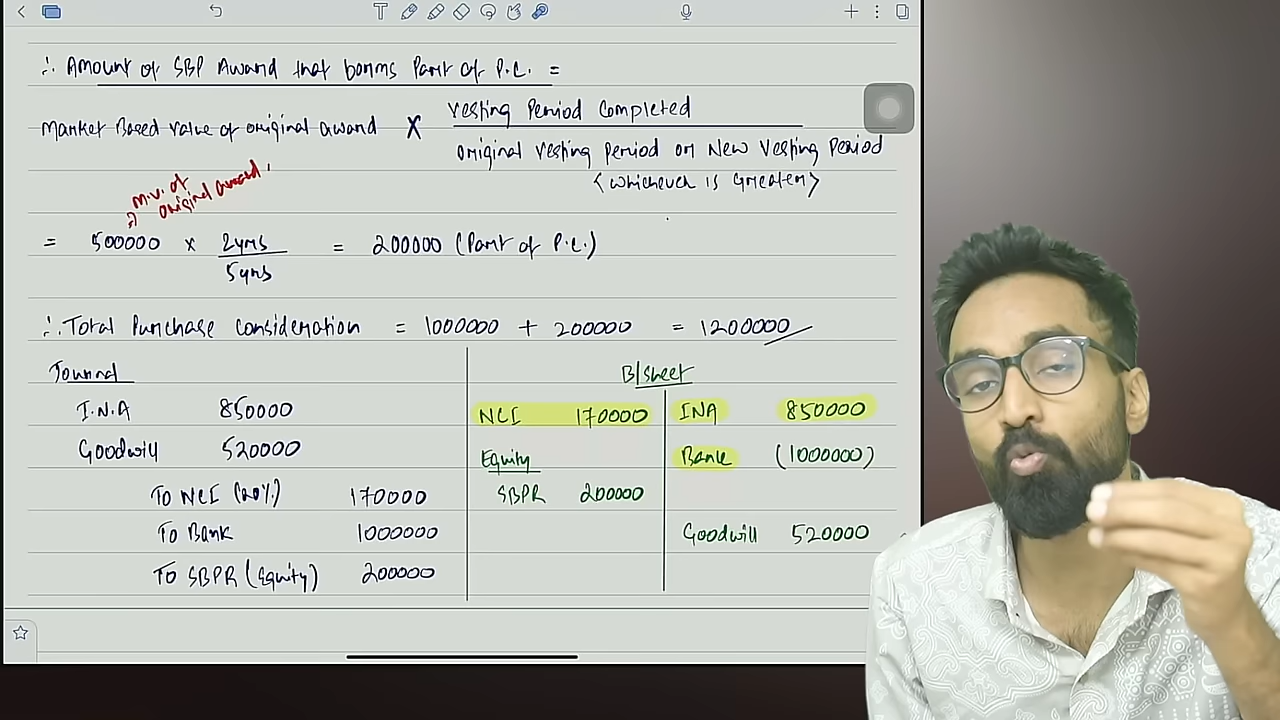 ∴ Amount of SBP Award that forms Part of P.C. =
Market Based value of original award × Vesting Period Completed
Original Vesting Period or New Vesting Period
<whichever is Greater>
m.v. of
original award.
= 500000 × 2yrs = 200000 (Part of P.C.)
5yrs
∴ Total Purchase Consideration = 1000000 + 200000 = 1200000
Journal
I.N.A 850000
Goodwill 520000
To NCI (20%) 170000
To Bank 1000000
To SBPR (Equity) 200000
B/Sheet
NCI 170000 INA 850000
Equity Bank (1000000)
SBPR 200000
Goodwill 520000